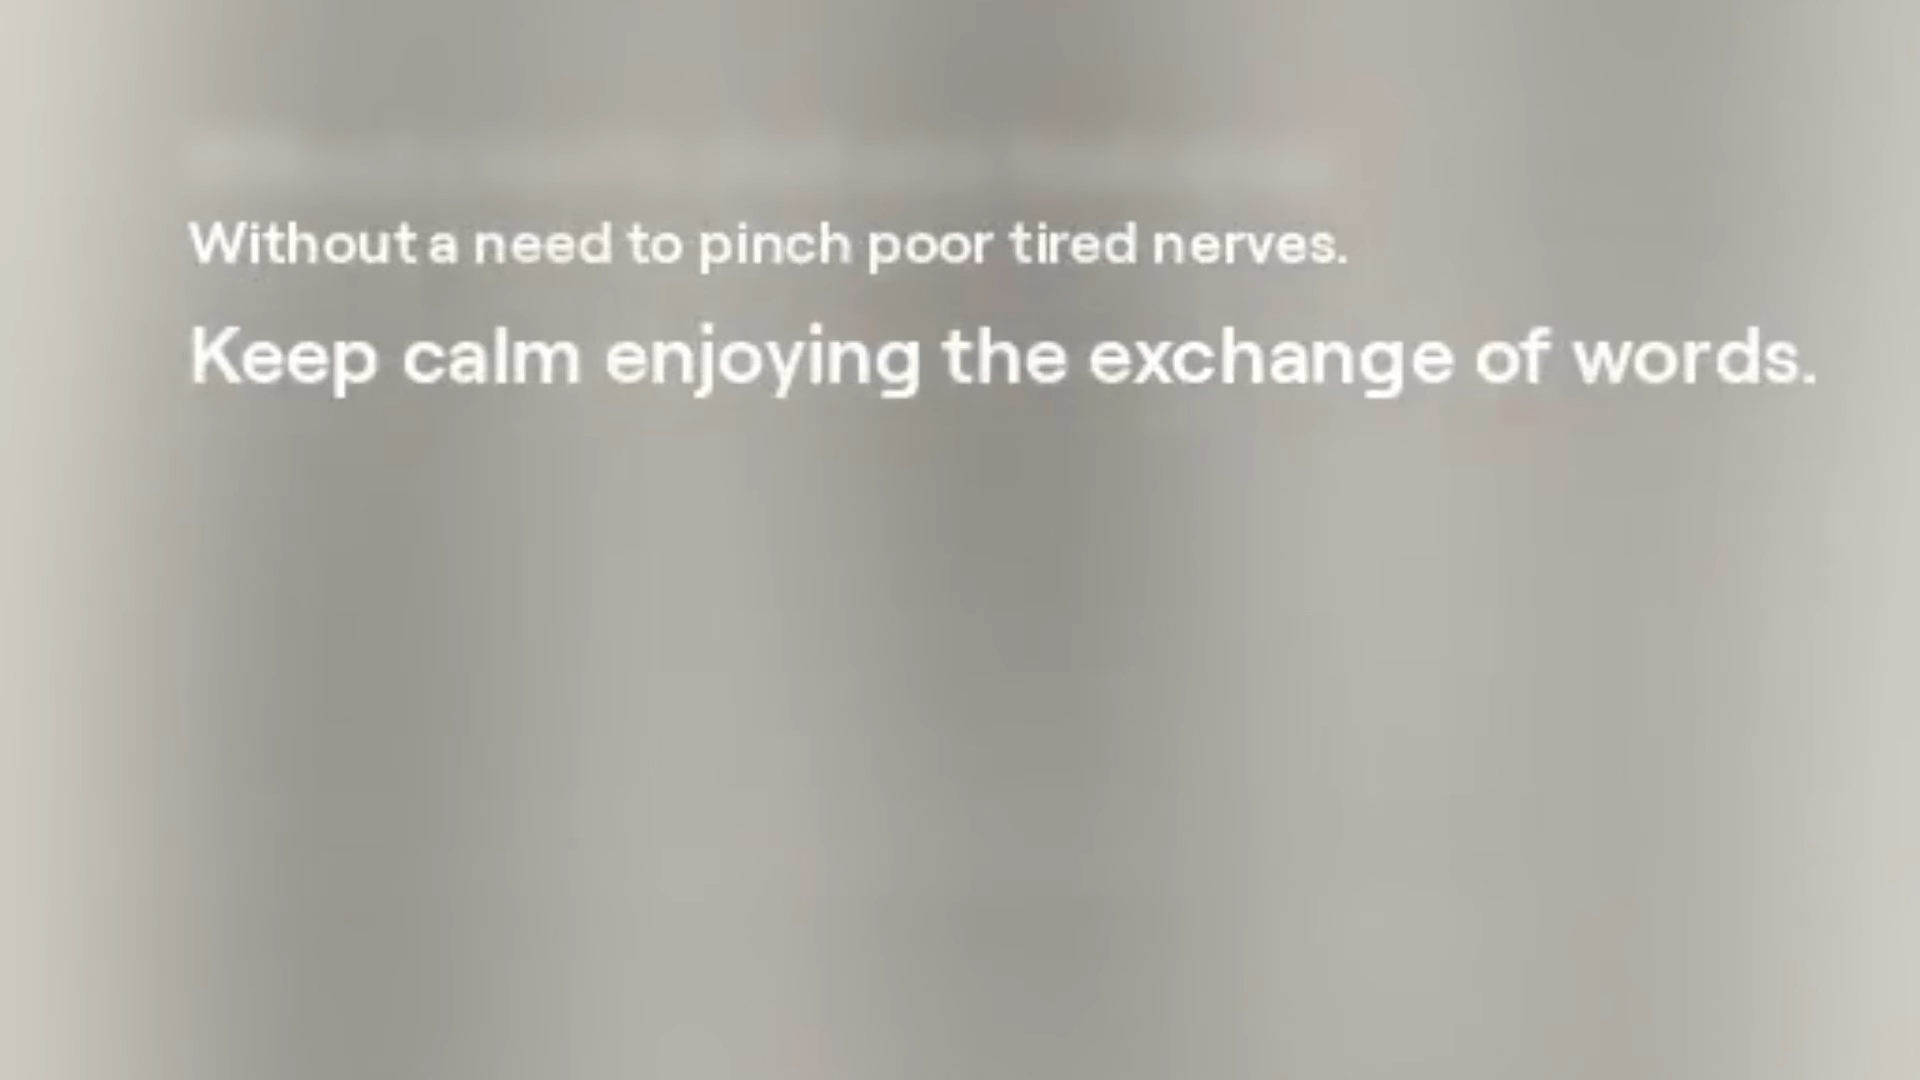 Without a need to pinch poor tired nerves.
Keep calm enjoying the exchange of words.